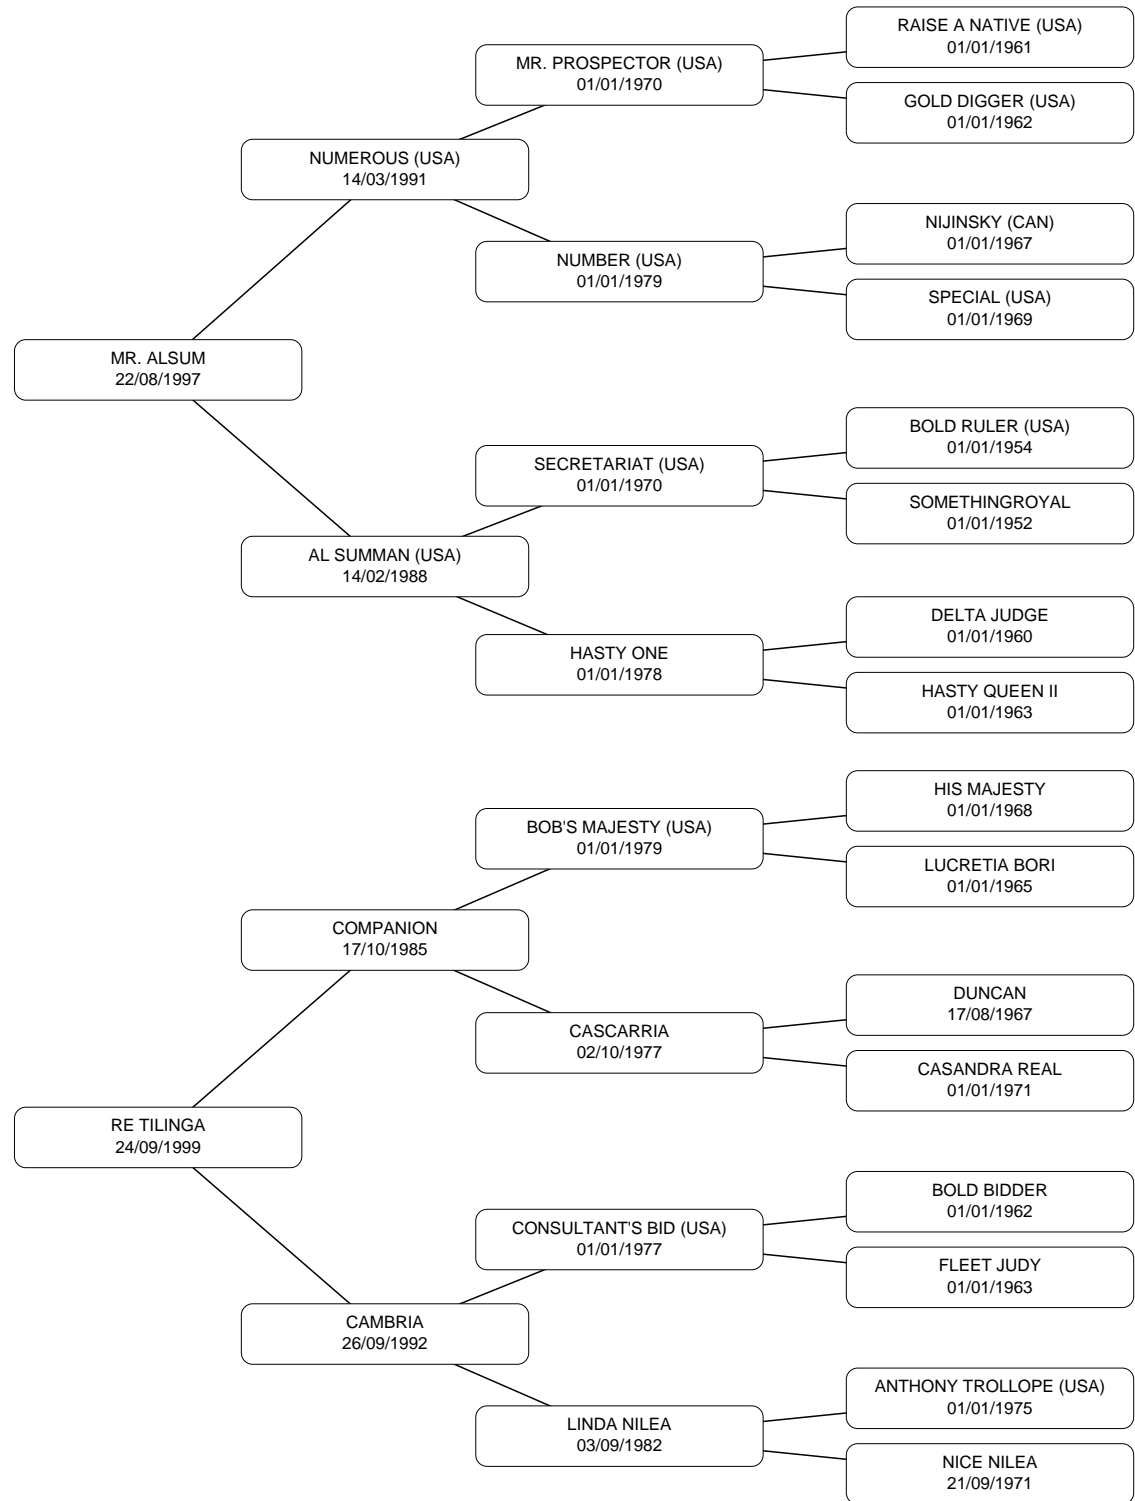 RAISE A NATIVE (USA)
01/01/1961
MR. PROSPECTOR (USA)
01/01/1970
GOLD DIGGER (USA)
01/01/1962
NUMEROUS (USA)
14/03/1991
NIJINSKY (CAN)
01/01/1967
NUMBER (USA)
01/01/1979
SPECIAL (USA)
01/01/1969
MR. ALSUM
22/08/1997
BOLD RULER (USA)
01/01/1954
SECRETARIAT (USA)
01/01/1970
SOMETHINGROYAL
01/01/1952
AL SUMMAN (USA)
14/02/1988
DELTA JUDGE
01/01/1960
HASTY ONE
01/01/1978
HASTY QUEEN II
01/01/1963
HIS MAJESTY
01/01/1968
BOB'S MAJESTY (USA)
01/01/1979
LUCRETIA BORI
01/01/1965
COMPANION
17/10/1985
DUNCAN
17/08/1967
CASCARRIA
02/10/1977
CASANDRA REAL
01/01/1971
RE TILINGA
24/09/1999
BOLD BIDDER
01/01/1962
CONSULTANT'S BID (USA)
01/01/1977
FLEET JUDY
01/01/1963
CAMBRIA
26/09/1992
ANTHONY TROLLOPE (USA)
01/01/1975
LINDA NILEA
03/09/1982
NICE NILEA
21/09/1971